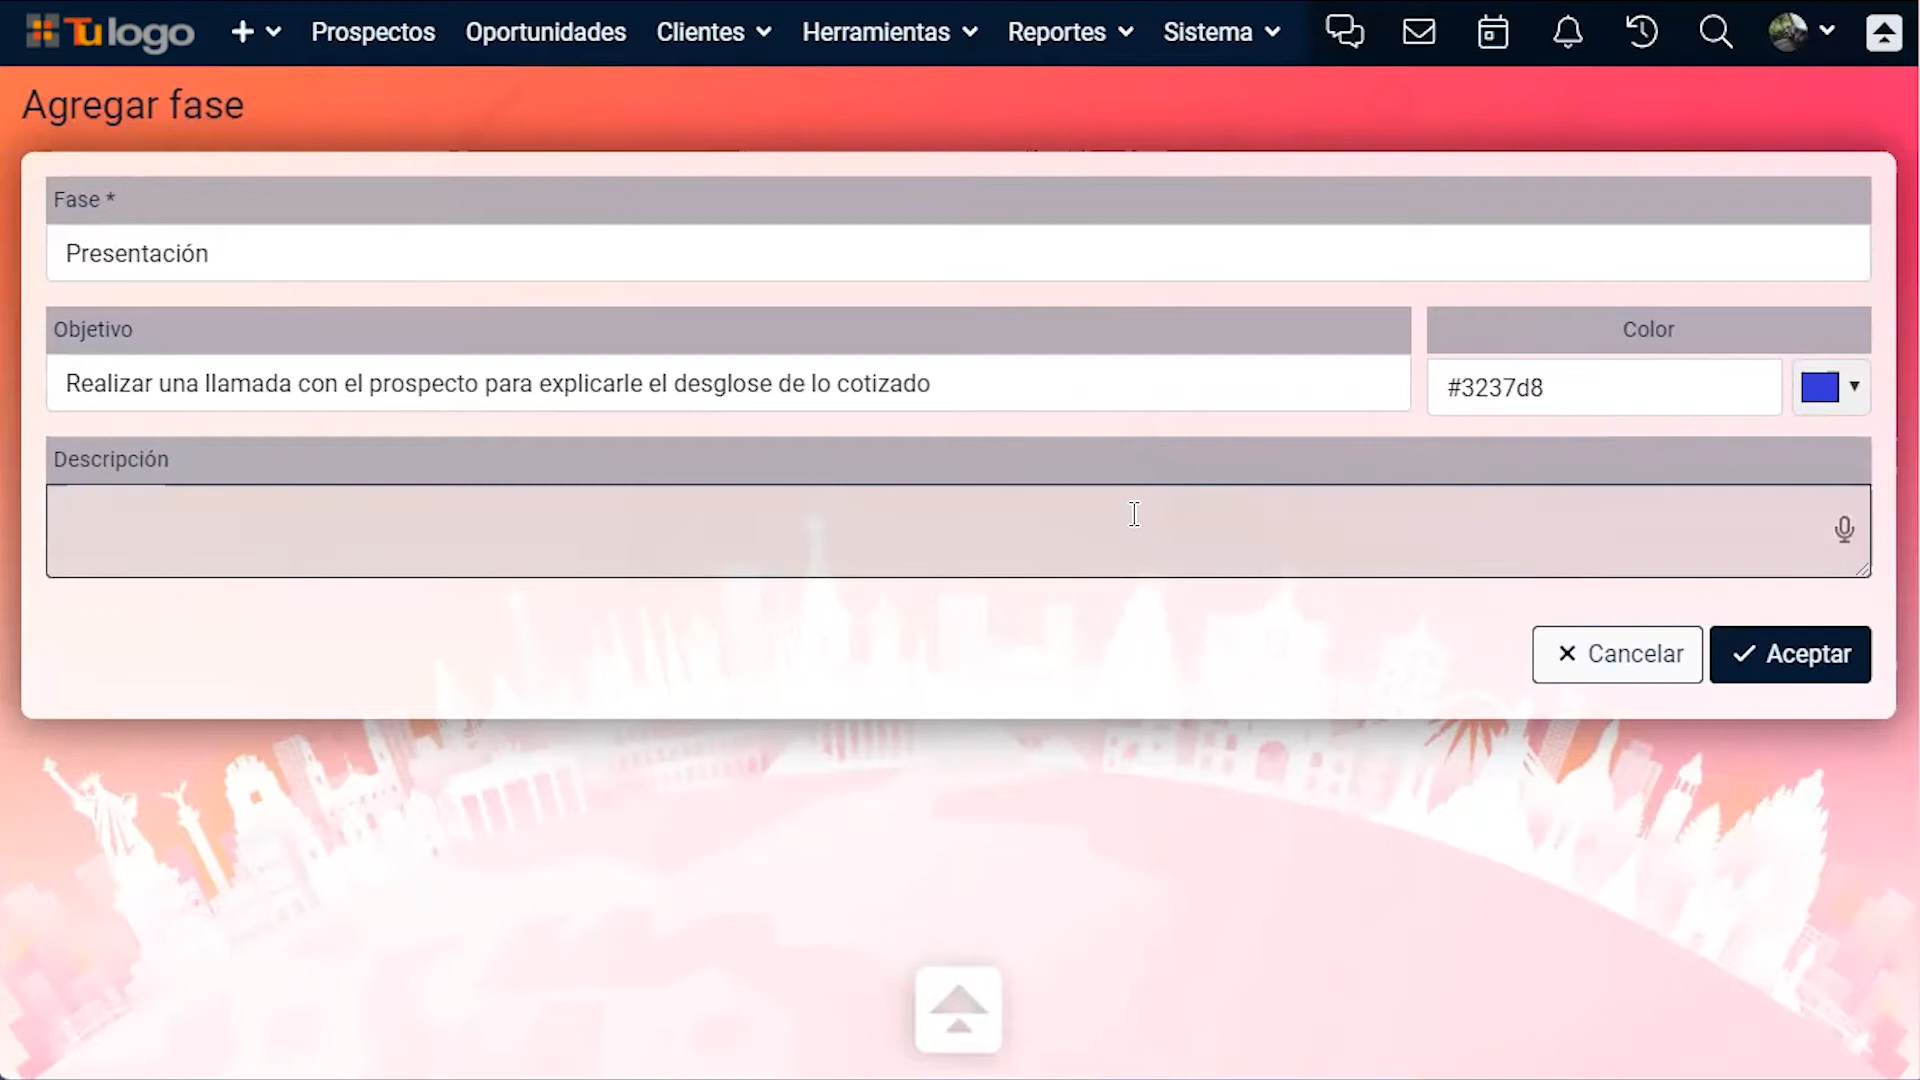 Tu logo
Prospectos
Oportunidades
Clientes
Herramientas
Reportes
Sistema
Agregar fase
Fase *
Presentación
Objetivo
Color
Realizar una llamada con el prospecto para explicarle el desglose de lo cotizado
#3237d8
Descripción
Cancelar
Aceptar